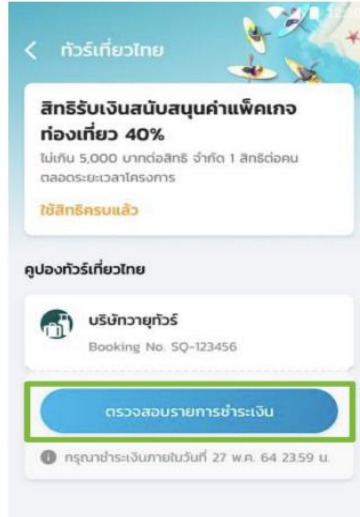 ทัวร์เที่ยวไทย
สิทธิรับเงินสนับสนุนค่าแพ็คเกจ
ท่องเที่ยว 40%
ไม่เกิน 5,000 บาทต่อสิทธิ จำกัด 1 สิทธิต่อคน
ตลอดระยะเวลาโครงการ
ใช้สิทธิครบแล้ว
คูปองทัวร์เที่ยวไทย
บริษัทวายุทัวร์
Booking No. SQ-123456
ตรวจสอบรายการชำระเงิน
กรุณาชำระเงินภายในวันที่ 27 พ.ค. 64 23:59 น.